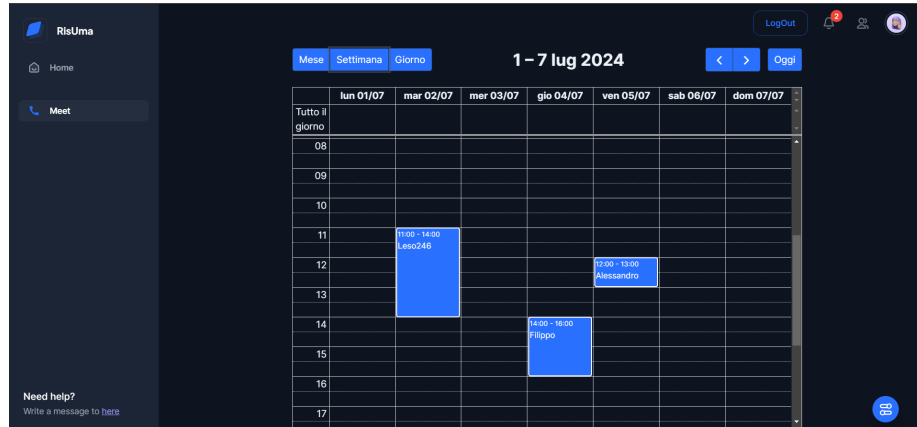 RisUma
LogOut
2
Home
Meet
Mese Settimana Giorno
1 – 7 lug 2024
Oggi
lun 01/07 mar 02/07 mer 03/07 gio 04/07 ven 05/07 sab 06/07 dom 07/07
Tutto il
giorno
08
09
10
11
11:00 - 14:00
Leso246
12
12:00 - 13:00
Alessandro
13
14
14:00 - 16:00
Filippo
15
16
17
Need help?
Write a message to here